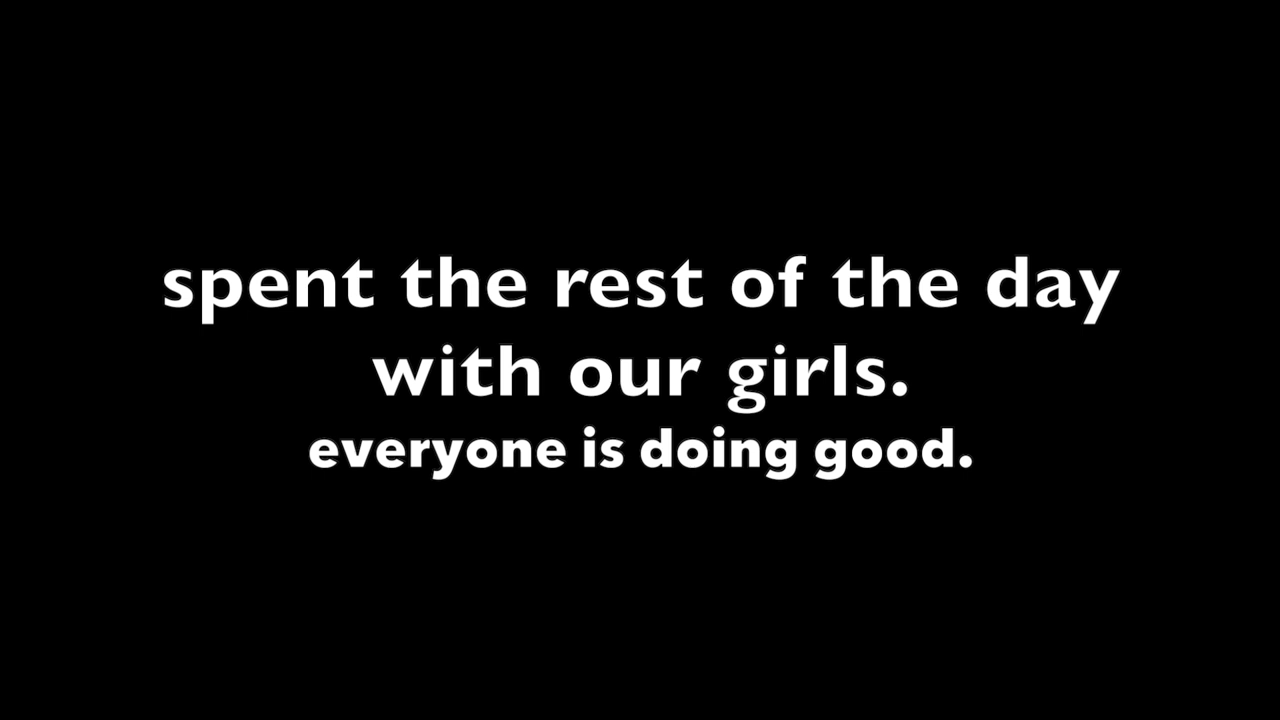 spent the rest of the day
with our girls.
everyone is doing good.